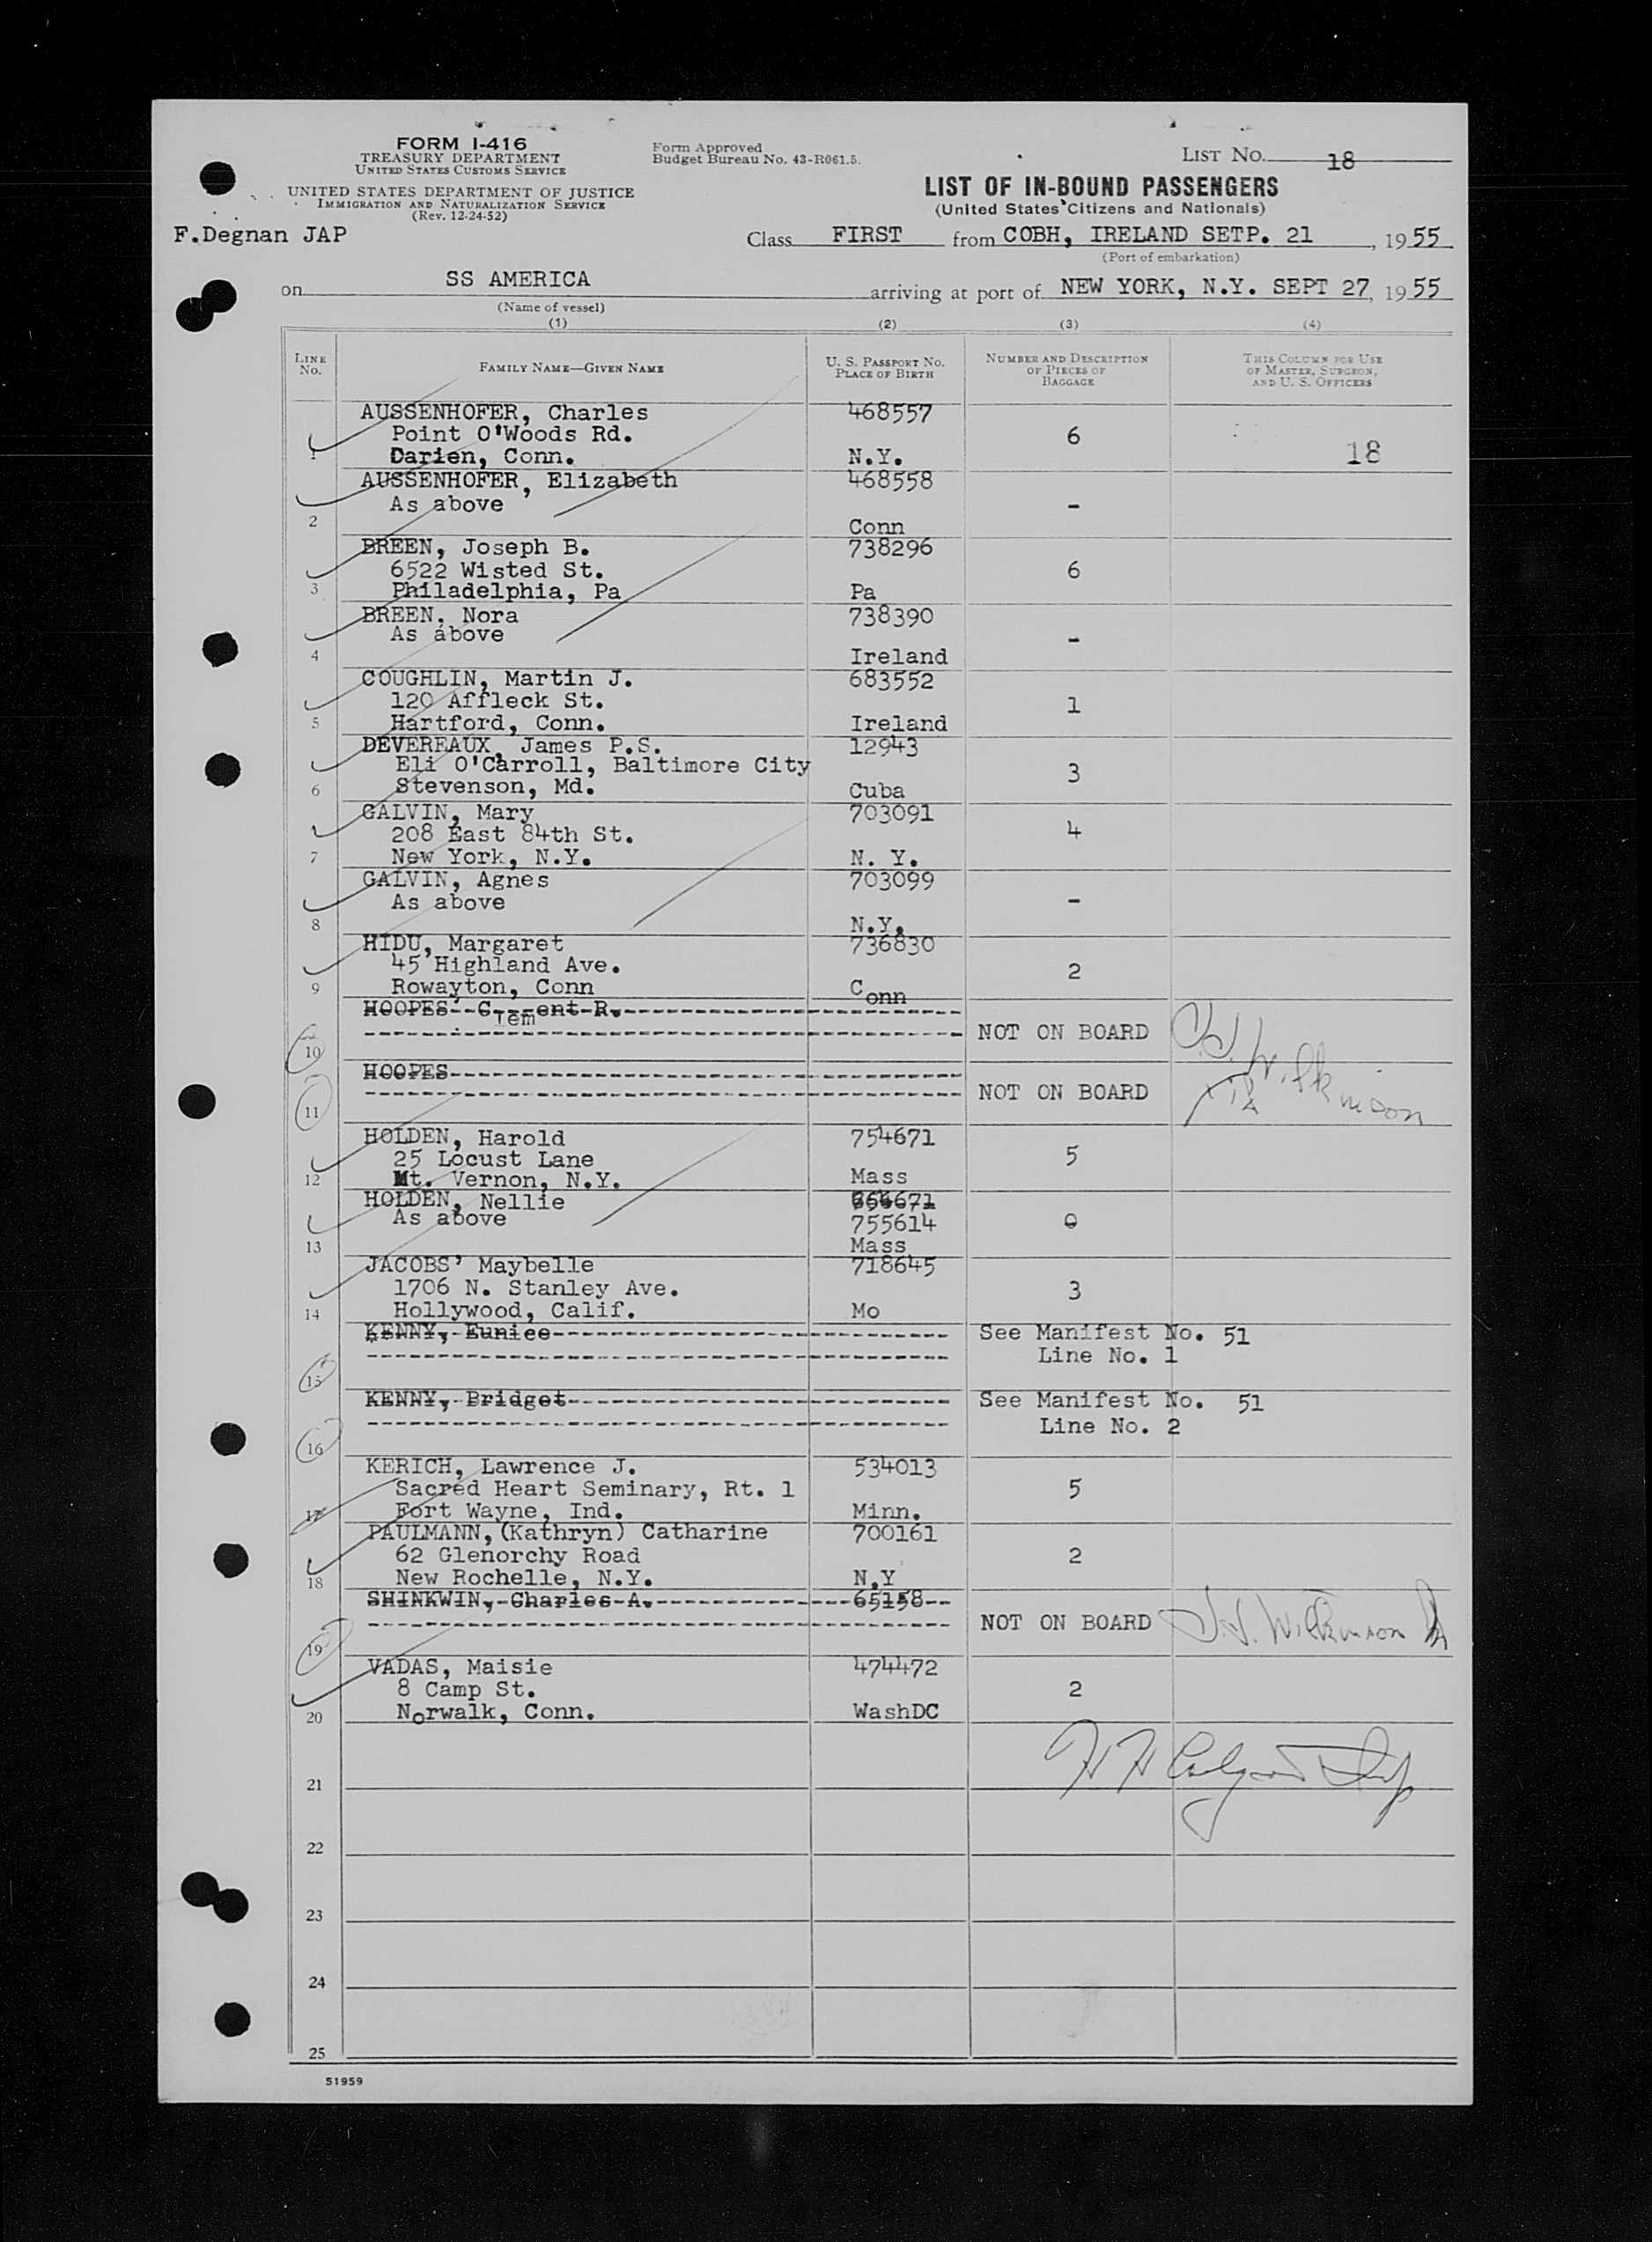 FORM I-416
TREASURY DEPARTMENT
UNITED STATES CUSTOMS SERVICE
UNITED STATES DEPARTMENT OF JUSTICE
IMMIGRATION AND NATURALIZATION SERVICE
(Rev. 12-24-52)
Form Approved
Budget Bureau No. 43-R061.5.
LIST NO. 18
LIST OF IN-BOUND PASSENGERS
(United States Citizens and Nationals)
F.Degnan JAP
Class FIRST from COBH, IRELAND SETP. 21, 1955
(Port of embarkation)
on SS AMERICA arriving at port of NEW YORK, N.Y. SEPT 27, 1955
(Name of vessel)
(1) (2) (3) (4)
LINE NO. FAMILY NAME—GIVEN NAME U. S. PASSPORT NO. PLACE OF BIRTH NUMBER AND DESCRIPTION OF PIECES OF BAGGAGE THIS COLUMN FOR USE OF MASTER, SURGEON, AND U. S. OFFICERS
AUSSENHOFER, Charles 468557
Point O'Woods Rd. 6
1 Darien, Conn. N.Y. 18
AUSSENHOFER, Elizabeth 468558
As above -
2 Conn
BREEN, Joseph B. 738296
6522 Wisted St. 6
3 Philadelphia, Pa Pa
BREEN, Nora 738390
As above -
4 Ireland
COUGHLIN, Martin J. 683552
120 Affleck St. 1
5 Hartford, Conn. Ireland
DEVEREAUX, James P.S. 12943
Eli O'Carroll, Baltimore City 3
6 Stevenson, Md. Cuba
GALVIN, Mary 703091
208 East 84th St. 4
7 New York, N.Y. N. Y.
GALVIN, Agnes 703099
As above -
8 N.Y.
HIDU, Margaret 736830
45 Highland Ave. 2
9 Rowayton, Conn Conn
HOOPES
10 NOT ON BOARD
HOOPES
11 NOT ON BOARD
Wilkinson
HOLDEN, Harold 754671
25 Locust Lane 5
12 Mt. Vernon, N.Y. Mass
HOLDEN, Nellie
As above 755614 0
13 Mass
JACOBS' Maybelle 718645
1706 N. Stanley Ave. 3
14 Hollywood, Calif. Mo
KENNY, Eunice See Manifest No. 51
15 Line No. 1
KENNY, Bridget See Manifest No. 51
16 Line No. 2
KERICH, Lawrence J. 534013
Sacred Heart Seminary, Rt. 1 5
17 Fort Wayne, Ind. Minn.
PAULMANN, (Kathryn) Catharine 700161
62 Glenorchy Road 2
18 New Rochelle, N.Y. N.Y
SHINKWIN, Charles A. 65158
19 NOT ON BOARD Wilkinson
VADAS, Maisie 474472
8 Camp St. 2
20 Norwalk, Conn. WashDC
21
22
23
24
25
51959